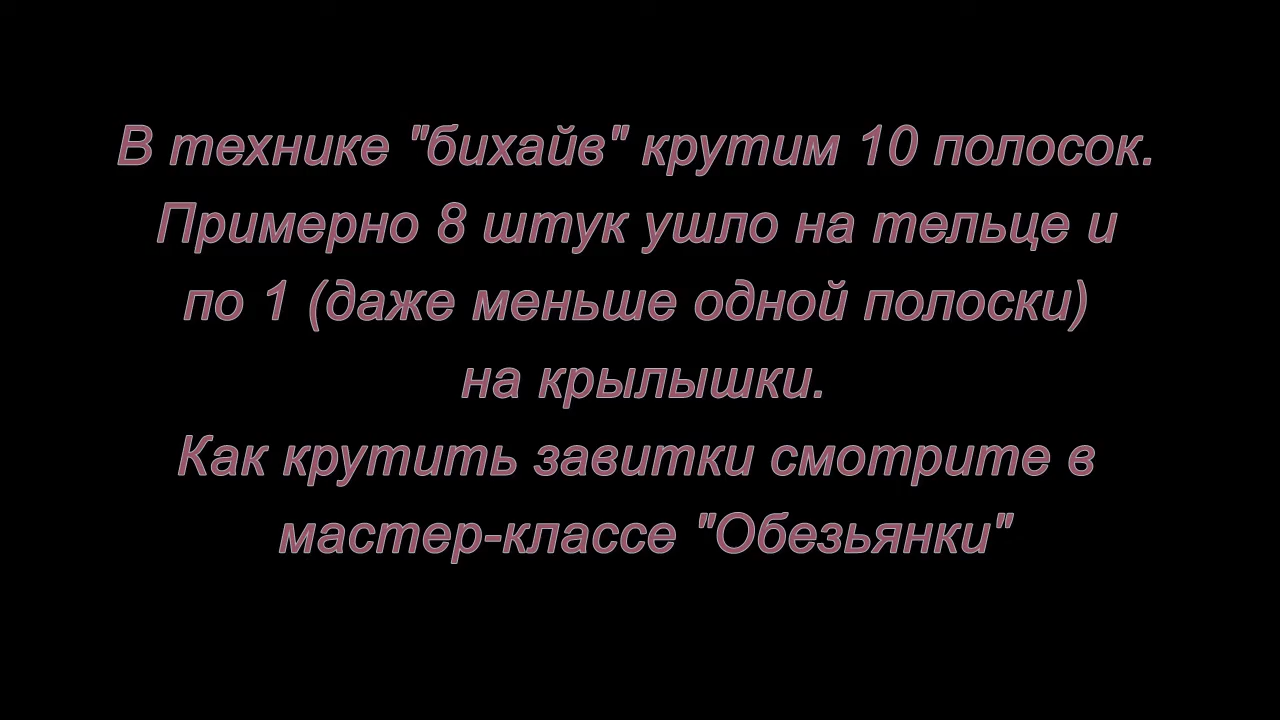 В технике "бихайв" крутим 10 полосок.
Примерно 8 штук ушло на тельце и
по 1 (даже меньше одной полоски)
на крылышки.
Как крутить завитки смотрите в
мастер-классе "Обезьянки"